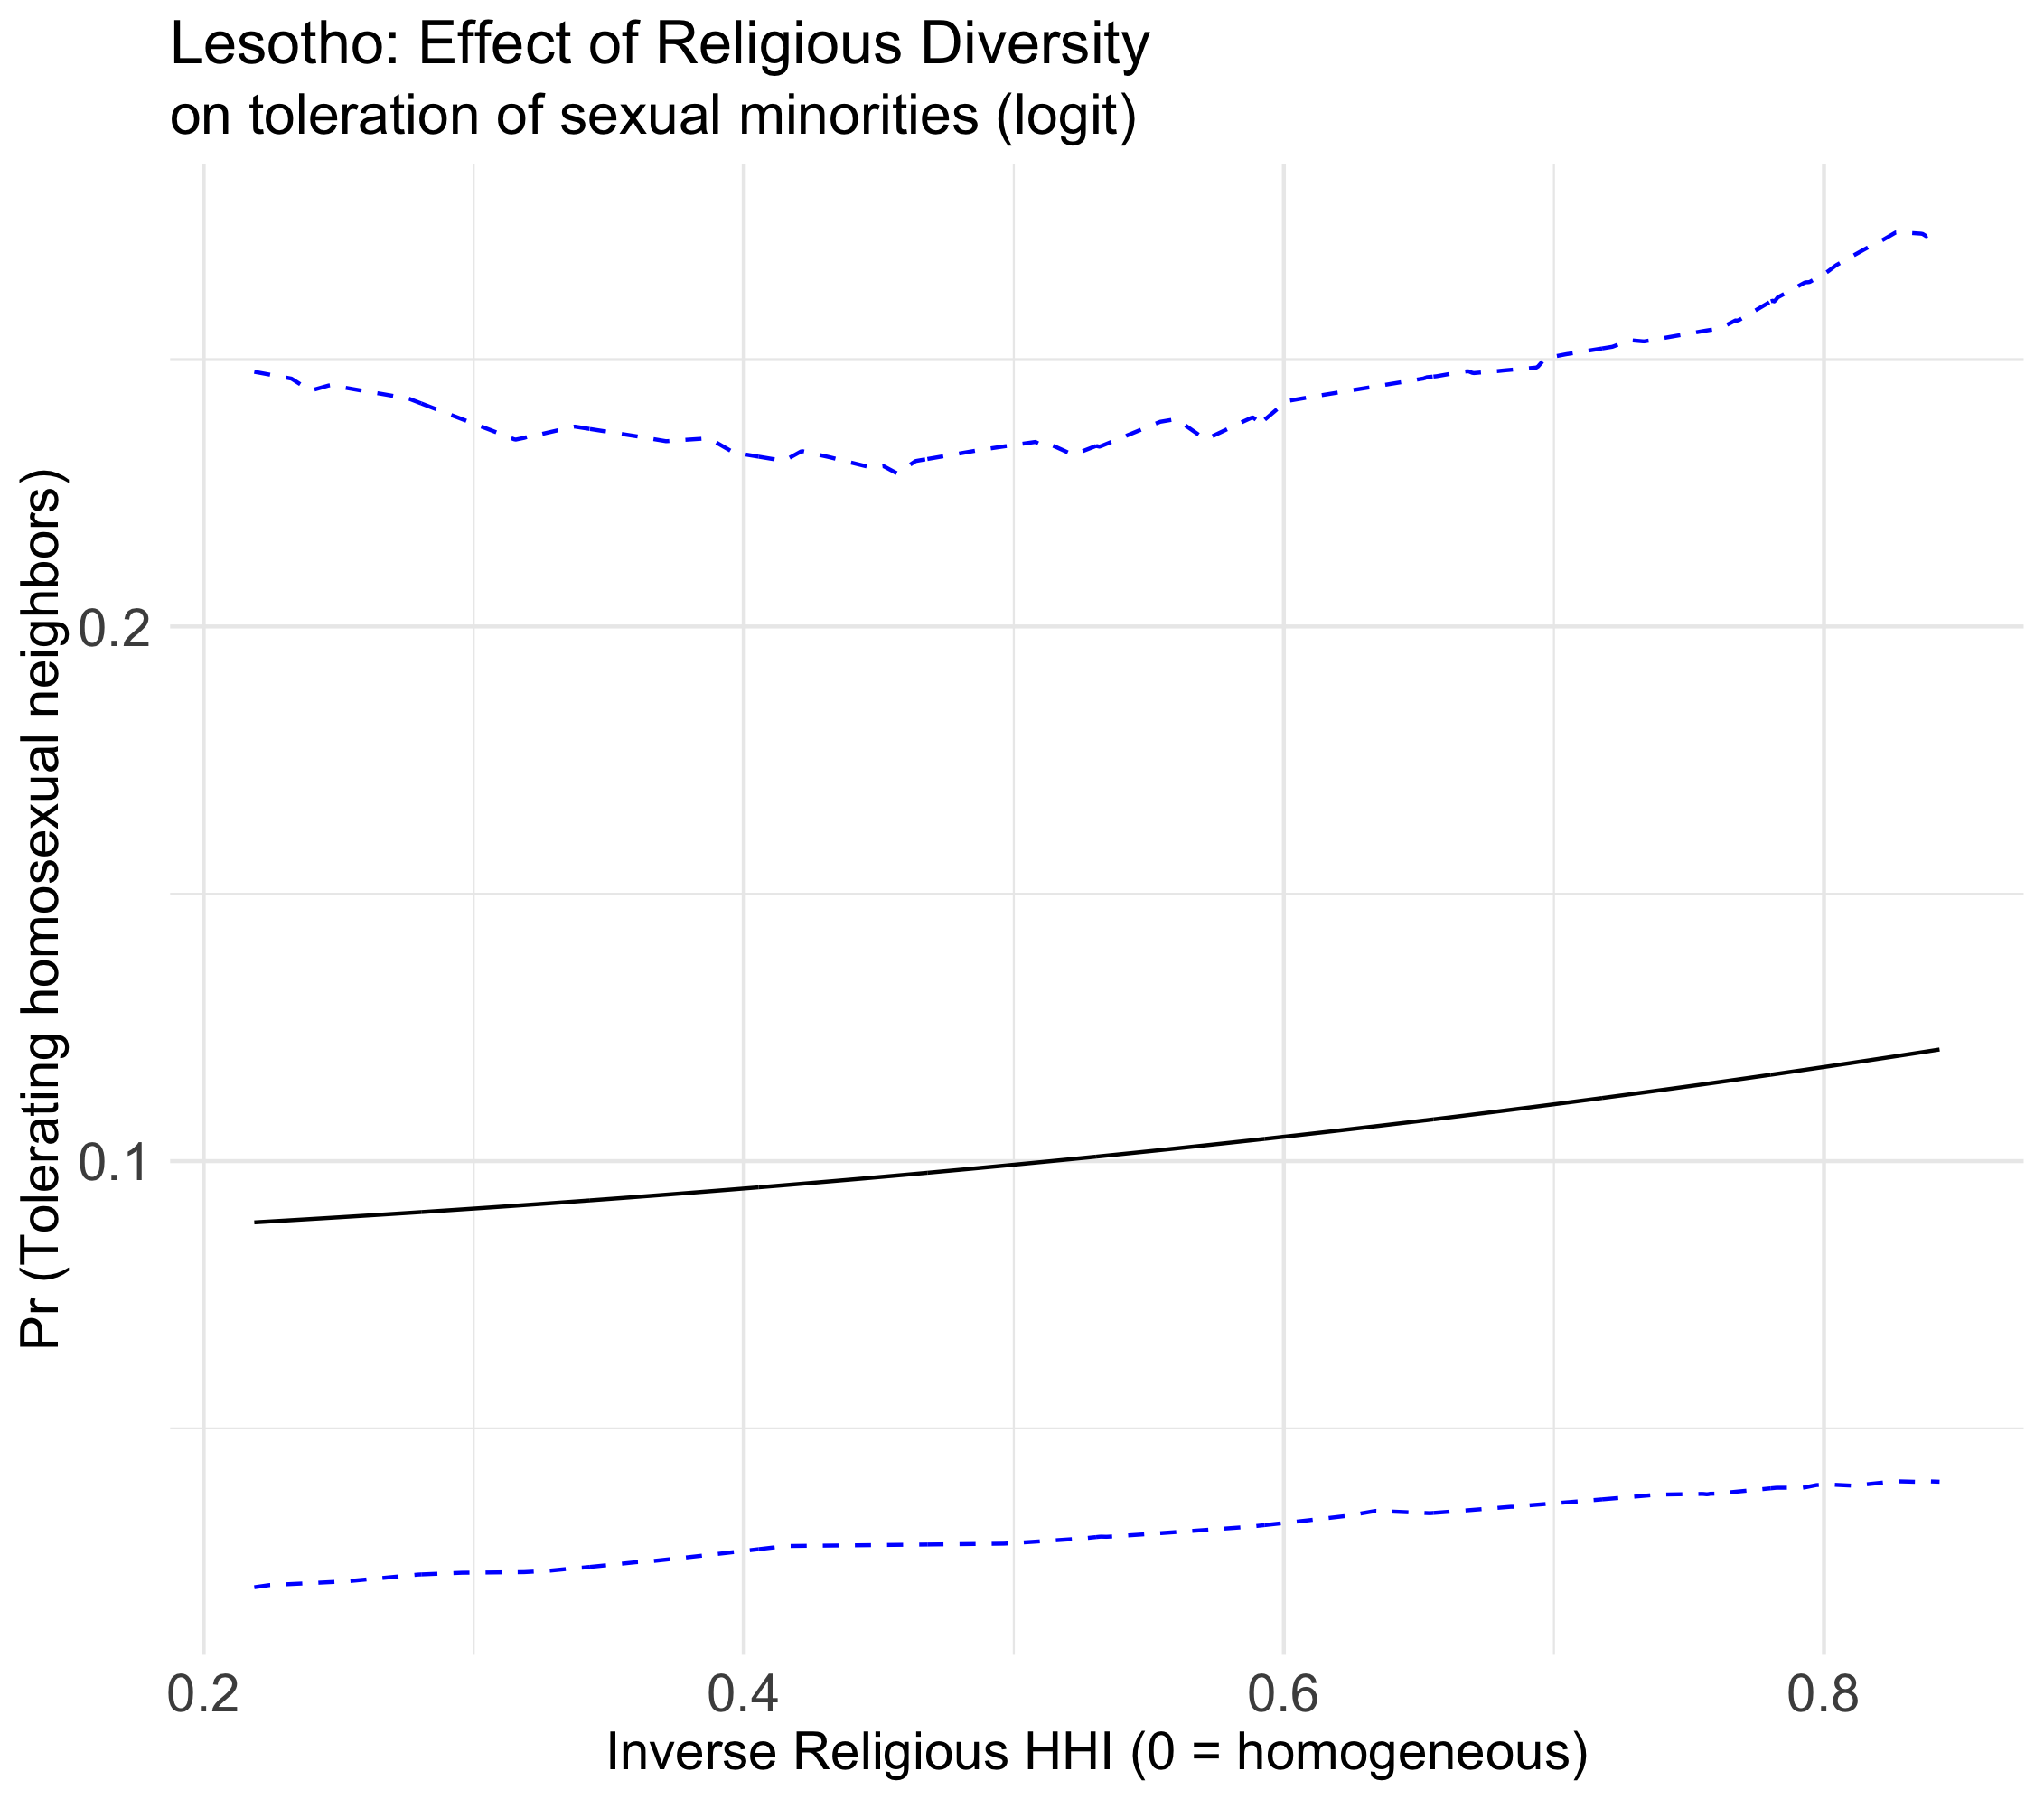 Lesotho: Effect of Religious Diversity
on toleration of sexual minorities (logit)
Pr (Tolerating homosexual neighbors)
0.2
0.1
0.2
0.4
0.6
0.8
Inverse Religious HHI (0 = homogeneous)